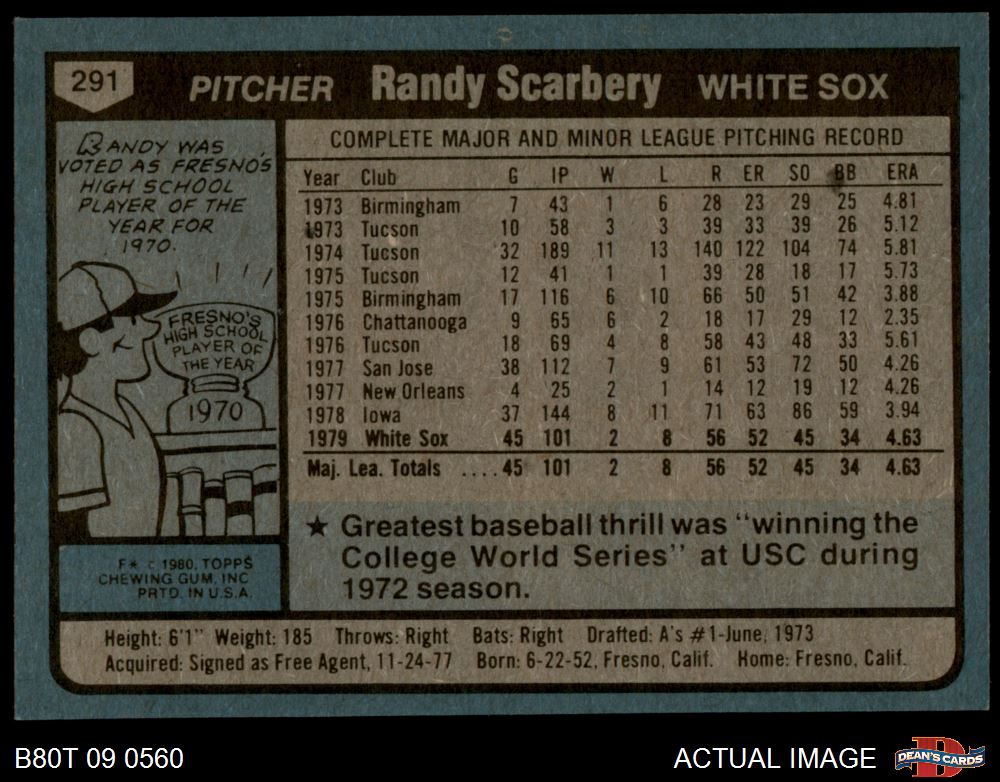 291 PITCHER Randy Scarbery WHITE SOX
RANDY WAS
VOTED AS FRESNO'S
HIGH SCHOOL
PLAYER OF THE
YEAR FOR
1970.
FRESNO'S
HIGH SCHOOL
PLAYER OF
THE YEAR
1970
F* © 1980, TOPPS
CHEWING GUM, INC
PRTD. IN U.S.A.
COMPLETE MAJOR AND MINOR LEAGUE PITCHING RECORD
Year Club G IP W L R ER SO BB ERA
1973 Birmingham 7 43 1 6 28 23 29 25 4.81
1973 Tucson 10 58 3 3 39 33 39 26 5.12
1974 Tucson 32 189 11 13 140 122 104 74 5.81
1975 Tucson 12 41 1 1 39 28 18 17 5.73
1975 Birmingham 17 116 6 10 66 50 51 42 3.88
1976 Chattanooga 9 65 6 2 18 17 29 12 2.35
1976 Tucson 18 69 4 8 58 43 48 33 5.61
1977 San Jose 38 112 7 9 61 53 72 50 4.26
1977 New Orleans 4 25 2 1 14 12 19 12 4.26
1978 Iowa 37 144 8 11 71 63 86 59 3.94
1979 White Sox 45 101 2 8 56 52 45 34 4.63
Maj. Lea. Totals ....45 101 2 8 56 52 45 34 4.63
★ Greatest baseball thrill was "winning the
College World Series" at USC during
1972 season.
Height: 6'1" Weight: 185 Throws: Right Bats: Right Drafted: A's #1-June, 1973
Acquired: Signed as Free Agent, 11-24-77 Born: 6-22-52, Fresno, Calif. Home: Fresno, Calif.
B80T 09 0560 ACTUAL IMAGE D DEAN'S CARDS